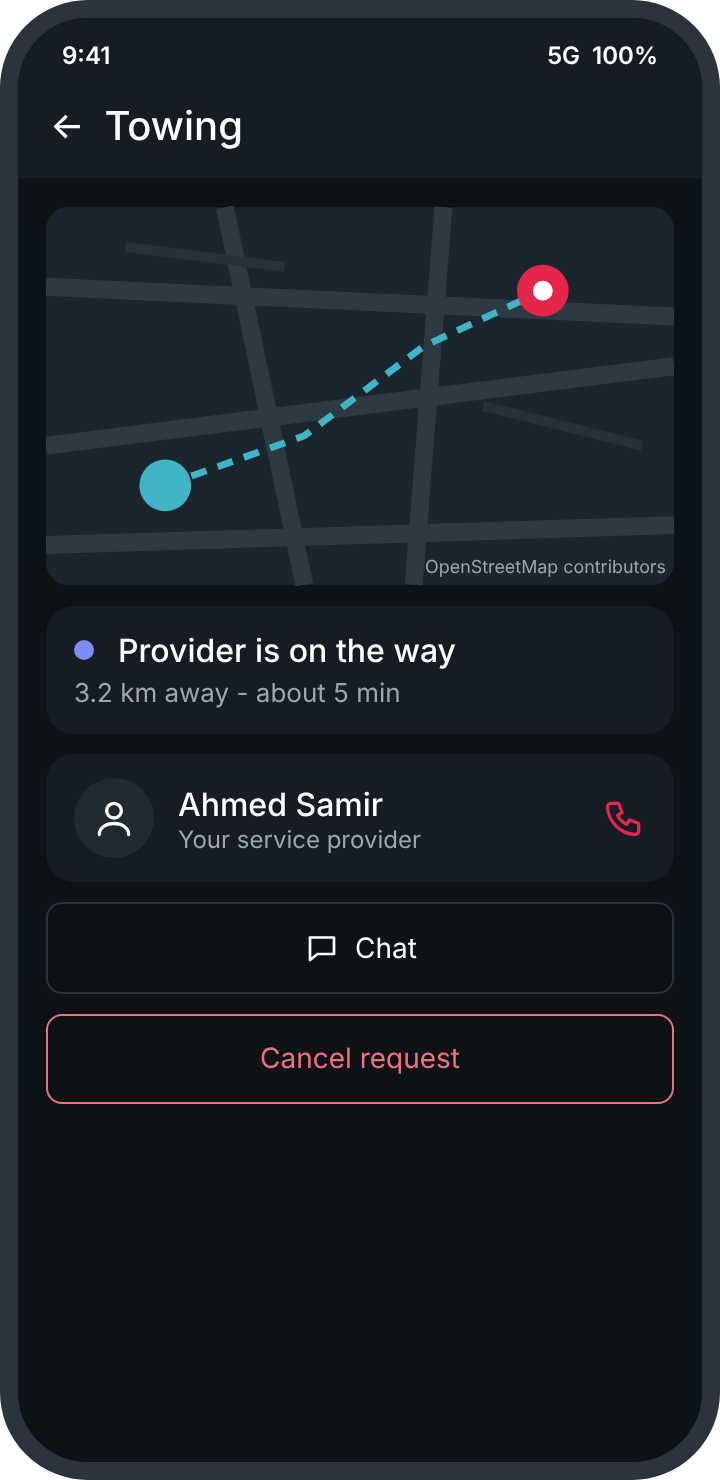 9:41
5G 100%
Towing
OpenStreetMap contributors
Provider is on the way
3.2 km away - about 5 min
Ahmed Samir
Your service provider
Chat
Cancel request